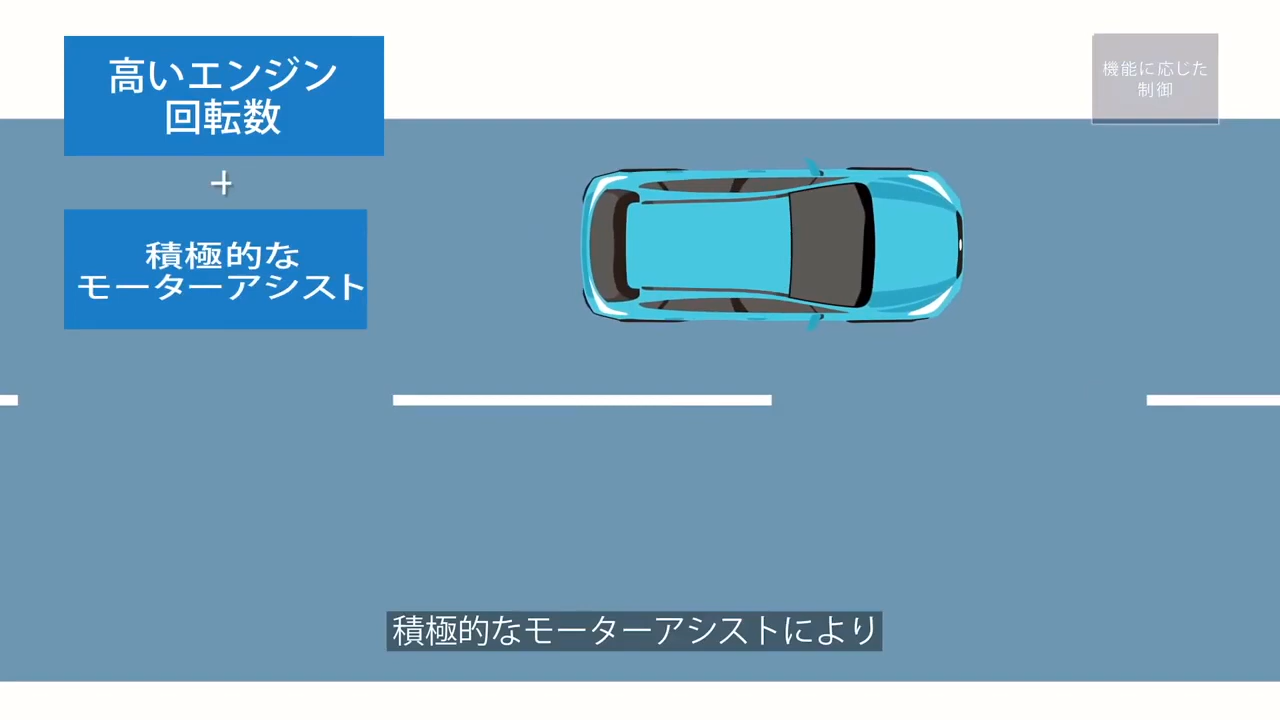 高いエンジン
回転数
+
積極的な
モーターアシスト
機能に応じた
制御
積極的なモーターアシストにより